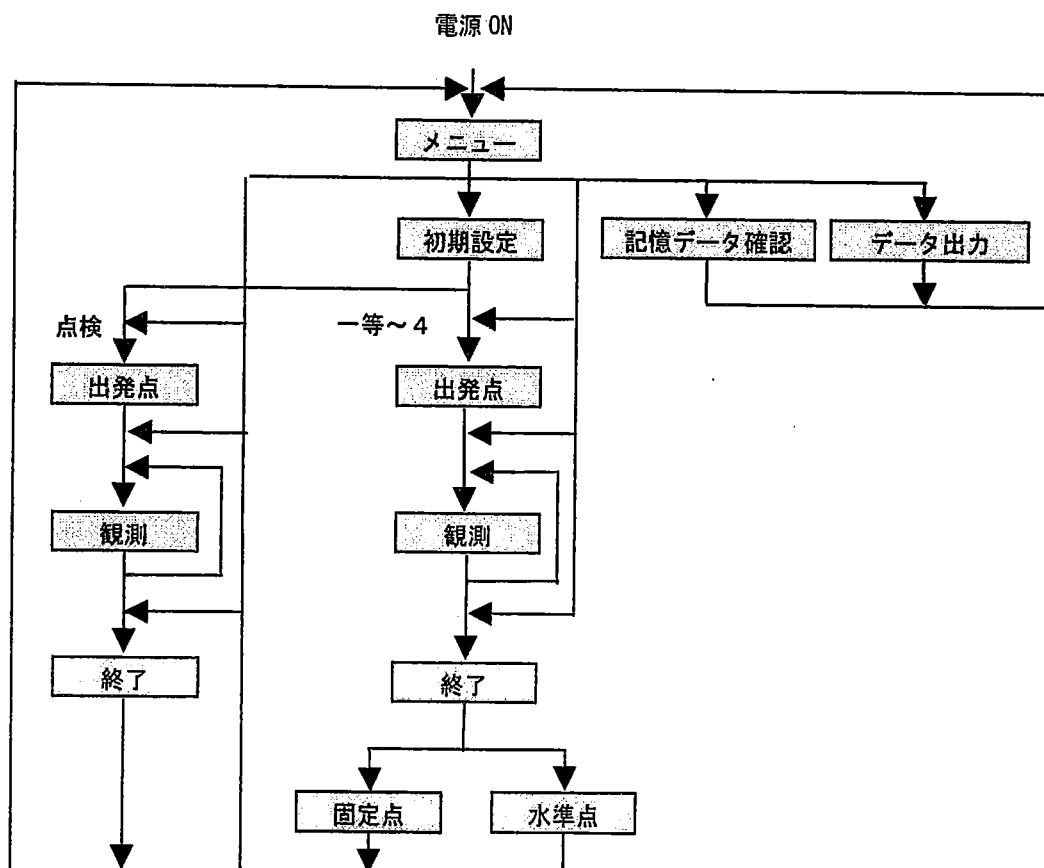 電源 ON
メニュー
初期設定
記憶データ確認
データ出力
点検
一等～４
出発点
出発点
観測
観測
終了
終了
固定点
水準点